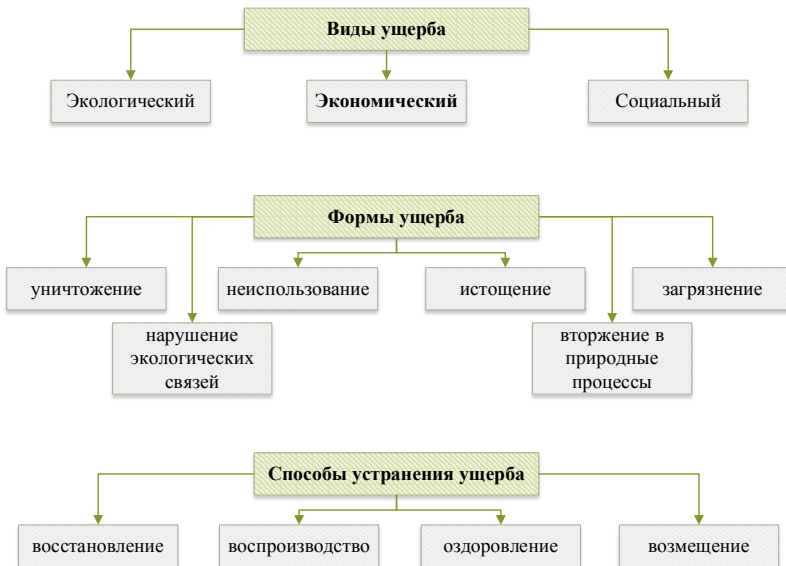 Виды ущерба
Экологический
Экономический
Социальный
Формы ущерба
уничтожение
неиспользование
истощение
загрязнение
нарушение
экологических
связей
вторжение в
природные
процессы
Способы устранения ущерба
восстановление
воспроизводство
оздоровление
возмещение